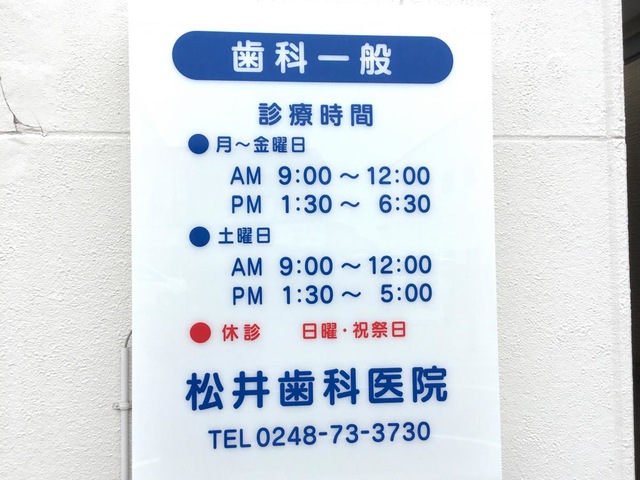 歯科一般
診療時間
●月〜金曜日
AM 9:00〜12:00
PM 1:30〜 6:30
●土曜日
AM 9:00〜12:00
PM 1:30〜 5:00
●休診 日曜・祝祭日
松井歯科医院
TEL 0248-73-3730